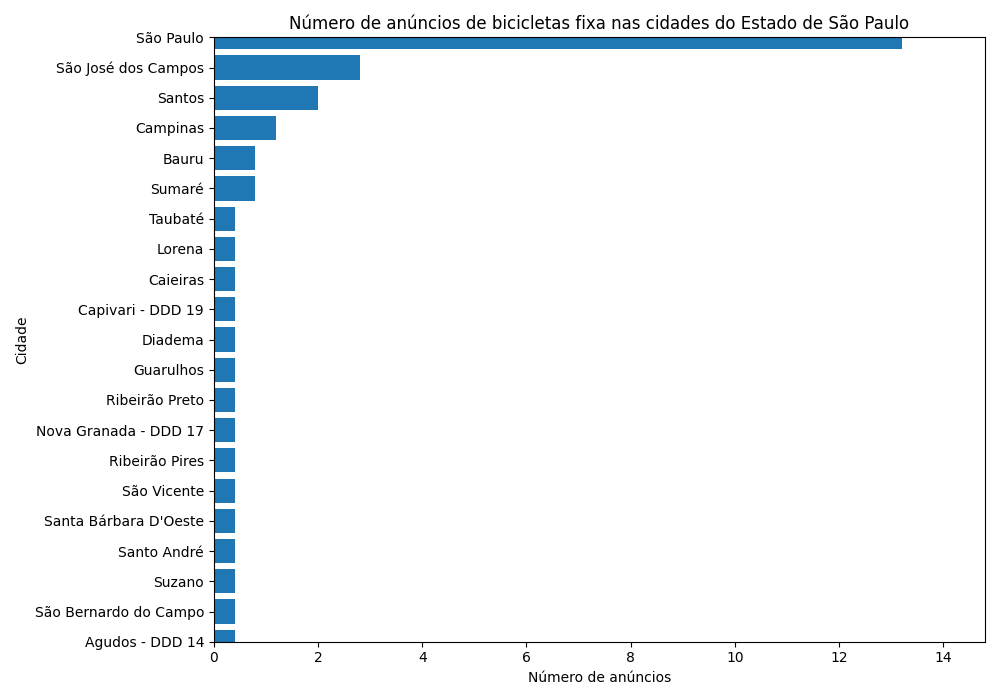 Número de anúncios de bicicletas fixa nas cidades do Estado de São Paulo
São Paulo
São José dos Campos
Santos
Campinas
Bauru
Sumaré
Taubaté
Lorena
Caieiras
Capivari - DDD 19
Diadema
Guarulhos
Ribeirão Preto
Nova Granada - DDD 17
Ribeirão Pires
São Vicente
Santa Bárbara D'Oeste
Santo André
Suzano
São Bernardo do Campo
Agudos - DDD 14
Cidade
0 2 4 6 8 10 12 14
Número de anúncios